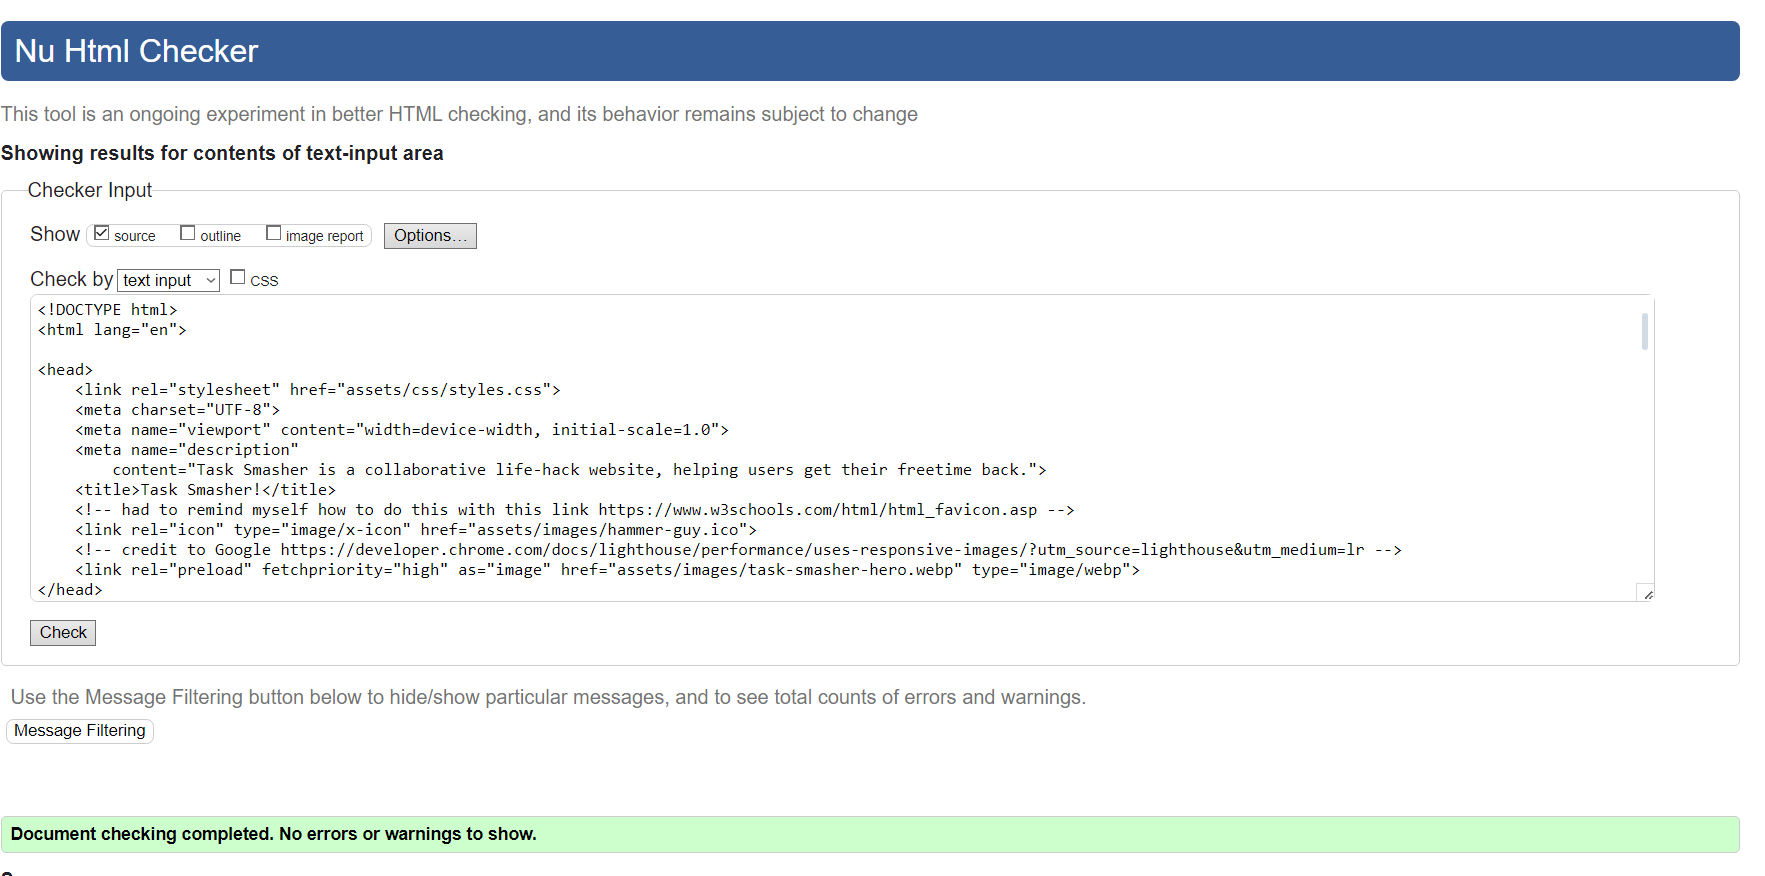 Nu Html Checker
This tool is an ongoing experiment in better HTML checking, and its behavior remains subject to change
Showing results for contents of text-input area
Checker Input
Show source outline image report Options...
Check by text input CSS
<!DOCTYPE html>
<html lang="en">
<head>
    <link rel="stylesheet" href="assets/css/styles.css">
    <meta charset="UTF-8">
    <meta name="viewport" content="width=device-width, initial-scale=1.0">
    <meta name="description"
        content="Task Smasher is a collaborative life-hack website, helping users get their freetime back.">
    <title>Task Smasher!</title>
    <!-- had to remind myself how to do this with this link https://www.w3schools.com/html/html_favicon.asp -->
    <link rel="icon" type="image/x-icon" href="assets/images/hammer-guy.ico">
    <!-- credit to Google https://developer.chrome.com/docs/lighthouse/performance/uses-responsive-images/?utm_source=lighthouse&utm_medium=lr -->
    <link rel="preload" fetchpriority="high" as="image" href="assets/images/task-smasher-hero.webp" type="image/webp">
</head>
Check
Use the Message Filtering button below to hide/show particular messages, and to see total counts of errors and warnings.
Message Filtering
Document checking completed. No errors or warnings to show.